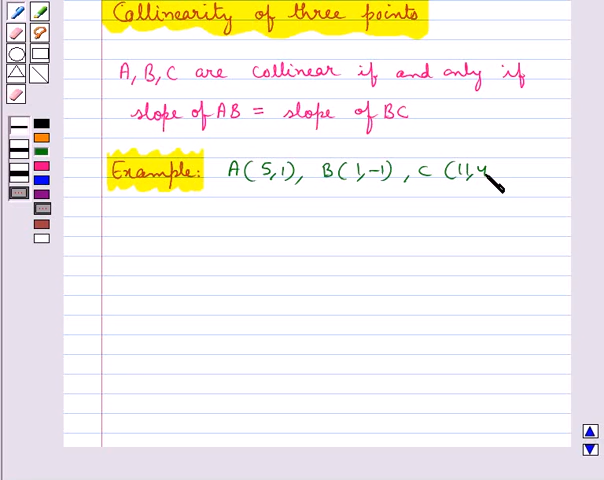 Collinearity of three points
A, B, C are collinear if and only if
slope of AB = slope of BC
Example: A(5,1), B(1,-1), C(11,4